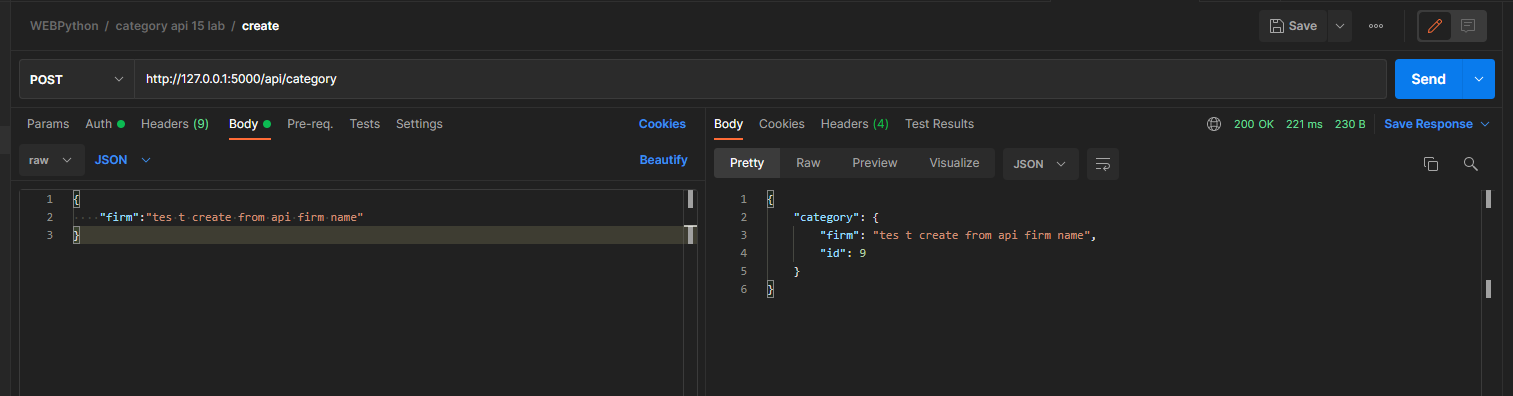 WEBPython / category api 15 lab / create
Save
POST http://127.0.0.1:5000/api/category Send
Params Auth Headers (9) Body Pre-req. Tests Settings Cookies
Body Cookies Headers (4) Test Results 200 OK 221 ms 230 B Save Response
raw JSON Beautify
Pretty Raw Preview Visualize JSON
1 {
2 "firm":"tes t create from api firm name"
3 }
1 {
2 "category": {
3 "firm": "tes t create from api firm name",
4 "id": 9
5 }
6 }